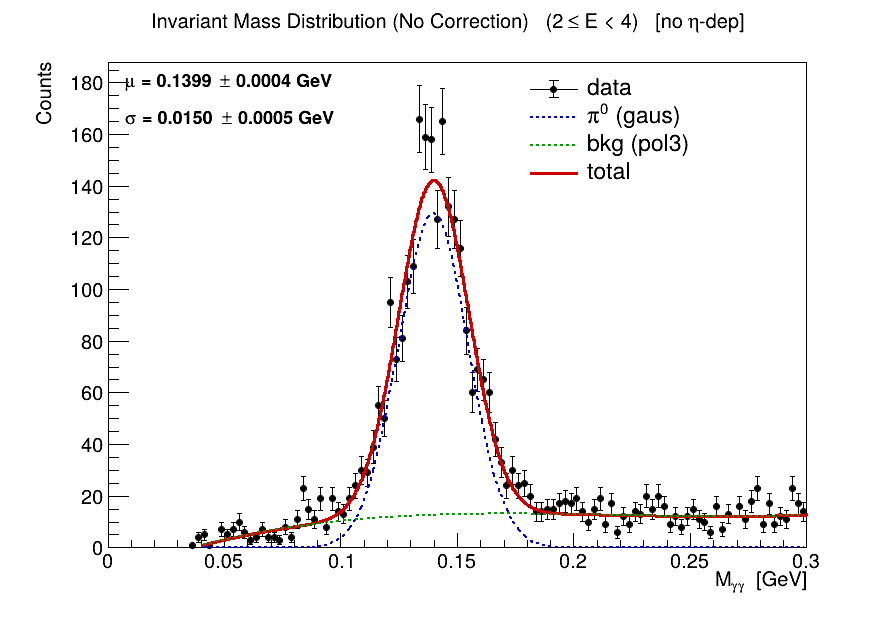 Invariant Mass Distribution (No Correction) (2 ≤ E < 4) [no η-dep]
Counts
μ = 0.1399 ± 0.0004 GeV
σ = 0.0150 ± 0.0005 GeV
data
π⁰ (gaus)
bkg (pol3)
total
180
160
140
120
100
80
60
40
20
0
0 0.05 0.1 0.15 0.2 0.25 0.3
Mγγ [GeV]